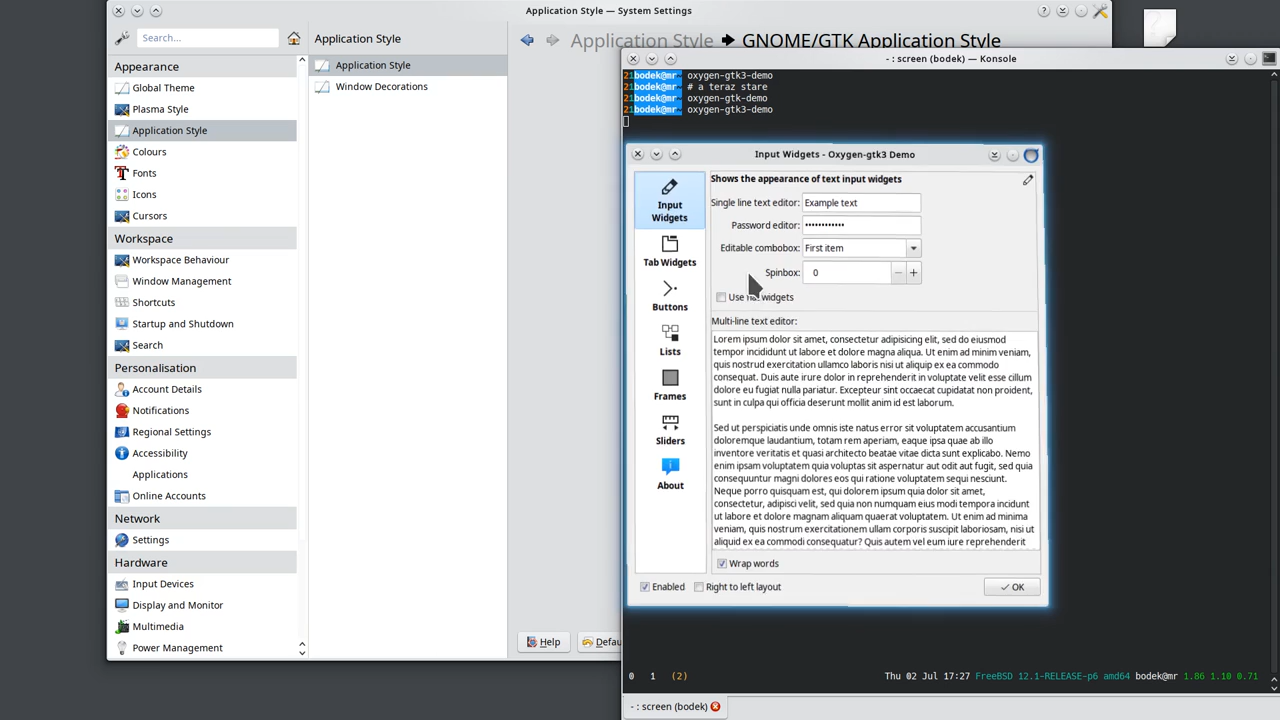 Application Style — System Settings
Search...
Appearance
Global Theme
Plasma Style
Application Style
Colours
Fonts
Icons
Cursors
Workspace
Workspace Behaviour
Window Management
Shortcuts
Startup and Shutdown
Search
Personalisation
Account Details
Notifications
Regional Settings
Accessibility
Applications
Online Accounts
Network
Settings
Hardware
Input Devices
Display and Monitor
Multimedia
Power Management
Application Style
Application Style
Window Decorations
Application Style
GNOME/GTK Application Style
Help
Defau
- : screen (bodek) — Konsole
21bodek@mr~ oxygen-gtk3-demo
21bodek@mr~ # a teraz stare
21bodek@mr~ oxygen-gtk-demo
21bodek@mr~ oxygen-gtk3-demo
Input Widgets - Oxygen-gtk3 Demo
Input
Widgets
Tab Widgets
Buttons
Lists
Frames
Sliders
About
Shows the appearance of text input widgets
Single line text editor: Example text
Password editor: ••••••••••••
Editable combobox: First item
Spinbox: 0
Use flat widgets
Multi-line text editor:
Lorem ipsum dolor sit amet, consectetur adipisicing elit, sed do eiusmod
tempor incididunt ut labore et dolore magna aliqua. Ut enim ad minim veniam,
quis nostrud exercitation ullamco laboris nisi ut aliquip ex ea commodo
consequat. Duis aute irure dolor in reprehenderit in voluptate velit esse cillum
dolore eu fugiat nulla pariatur. Excepteur sint occaecat cupidatat non proident,
sunt in culpa qui officia deserunt mollit anim id est laborum.
Sed ut perspiciatis unde omnis iste natus error sit voluptatem accusantium
doloremque laudantium, totam rem aperiam, eaque ipsa quae ab illo
inventore veritatis et quasi architecto beatae vitae dicta sunt explicabo. Nemo
enim ipsam voluptatem quia voluptas sit aspernatur aut odit aut fugit, sed quia
consequuntur magni dolores eos qui ratione voluptatem sequi nesciunt.
Neque porro quisquam est, qui dolorem ipsum quia dolor sit amet,
consectetur, adipisci velit, sed quia non numquam eius modi tempora incidunt
ut labore et dolore magnam aliquam quaerat voluptatem. Ut enim ad minima
veniam, quis nostrum exercitationem ullam corporis suscipit laboriosam, nisi ut
aliquid ex ea commodi consequatur? Quis autem vel eum iure reprehenderit
Wrap words
Enabled
Right to left layout
OK
0 1 (2)
Thu 02 Jul 17:27 FreeBSD 12.1-RELEASE-p6 amd64 bodek@mr 1.86 1.10 0.71
- : screen (bodek)